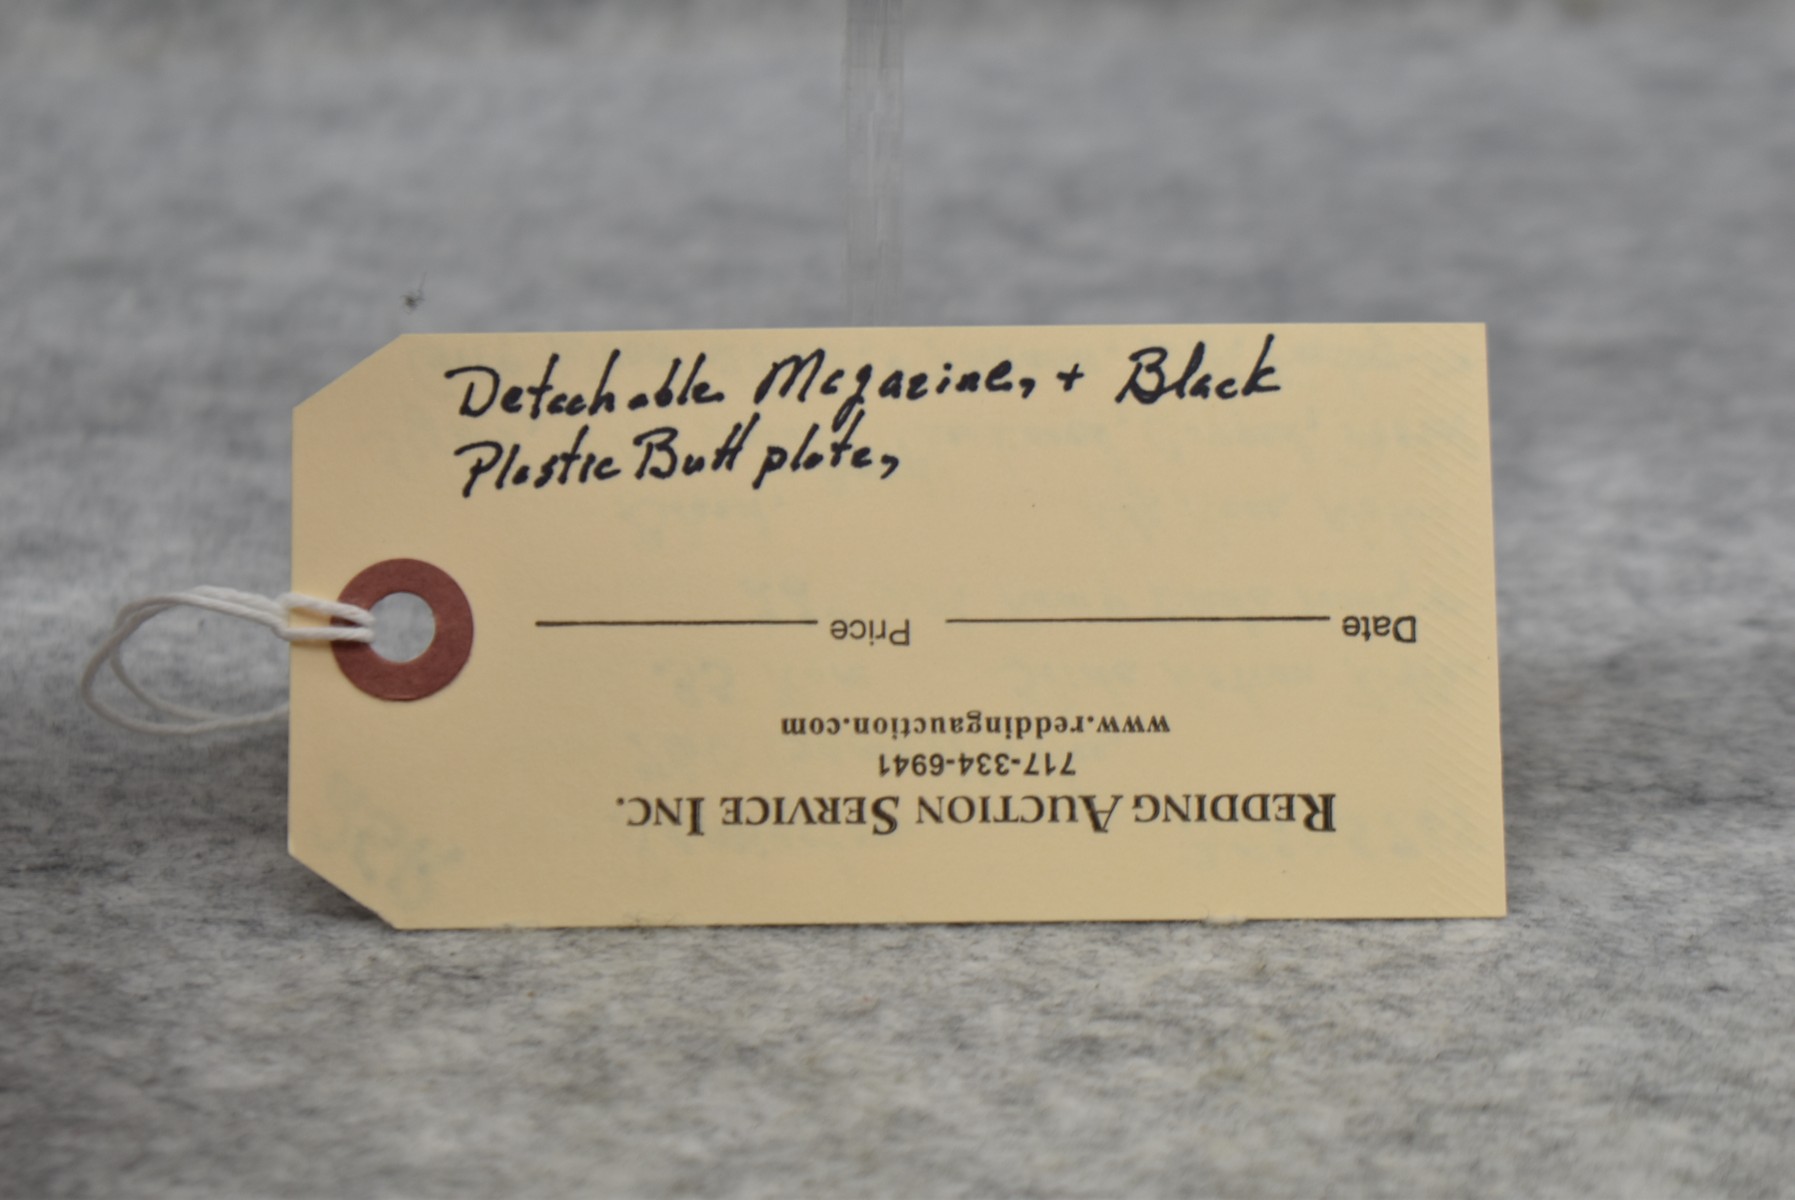 Detachable Magazine, + Black
Plastic Butt plate,
Date Price
www.reddingauction.com
717-334-6941
REDDING AUCTION SERVICE INC.